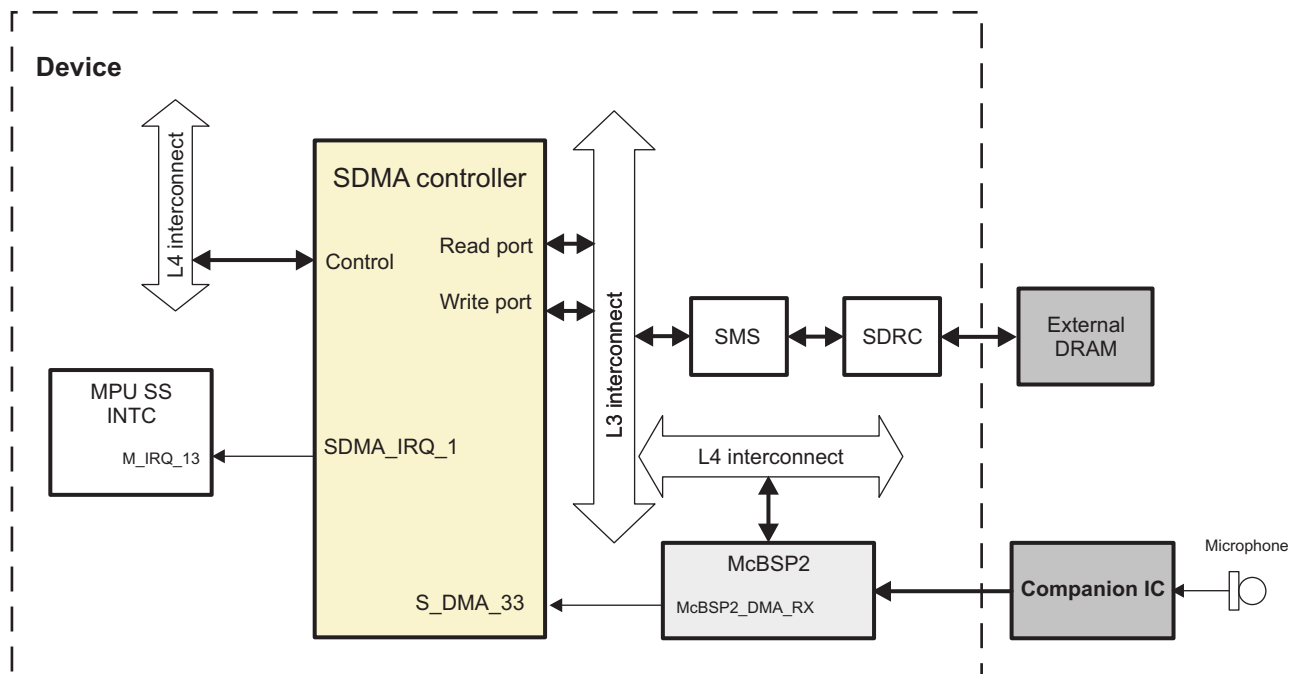 Device
L4 interconnect
SDMA controller
Read port
Control
Write port
L3 interconnect
SMS
SDRC
External
DRAM
MPU SS
INTC
M_IRQ_13
SDMA_IRQ_1
L4 interconnect
McBSP2
Microphone
S_DMA_33
McBSP2_DMA_RX
Companion IC